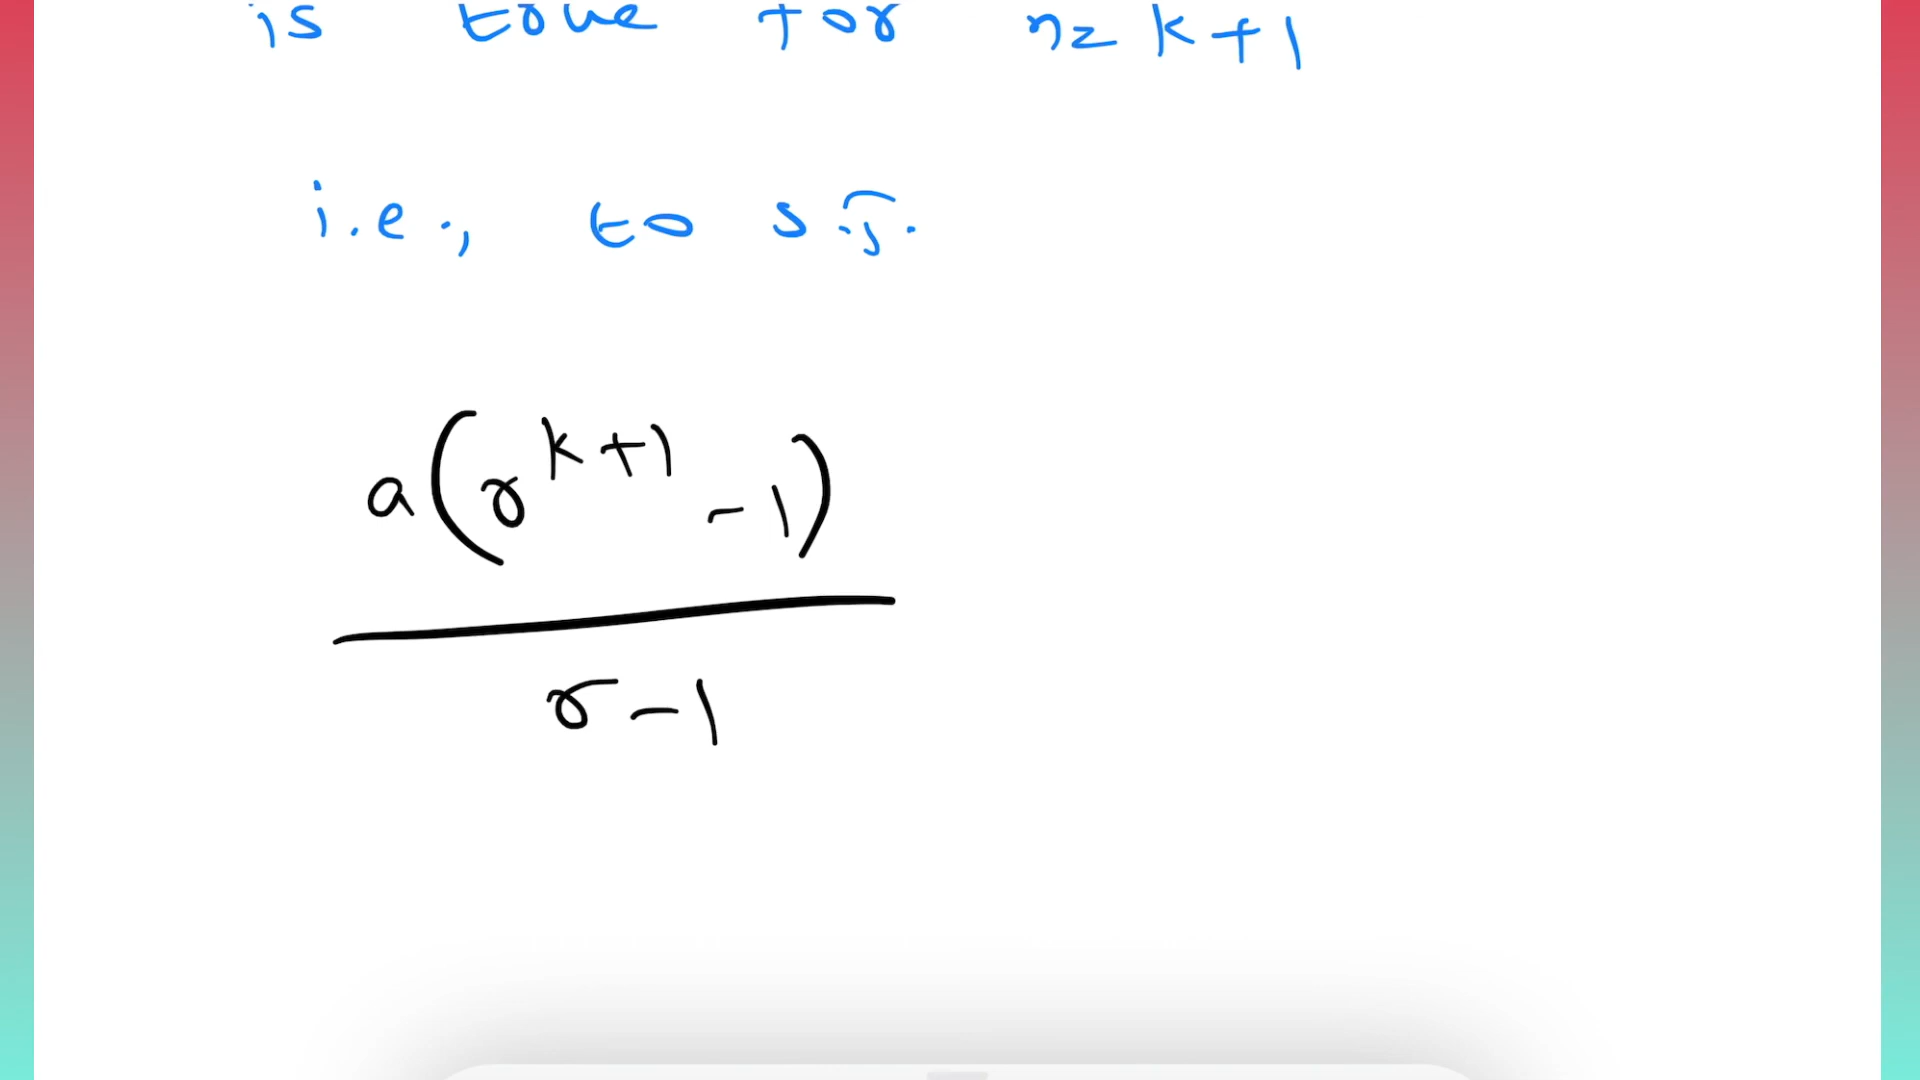 is true for n = k+1
i.e., to s.T.
a(r^{k+1} - 1)
r - 1